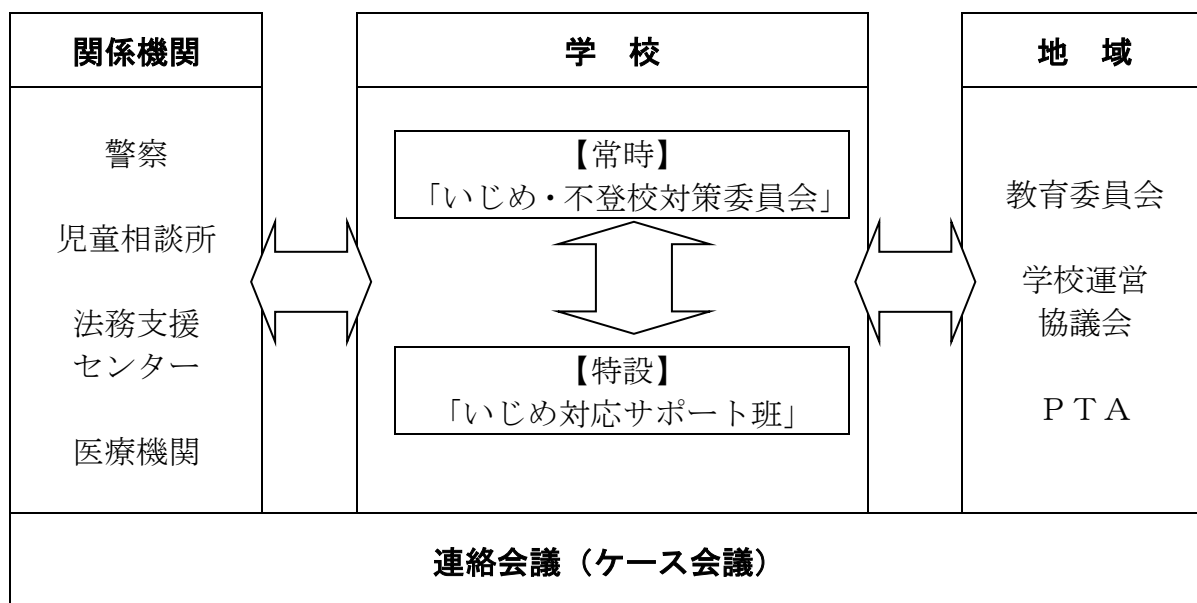 関係機関
警察
児童相談所
法務支援
センター
医療機関
学　校
【常時】
「いじめ・不登校対策委員会」
【特設】
「いじめ対応サポート班」
地　域
教育委員会
学校運営
協議会
ＰＴＡ
連絡会議（ケース会議）